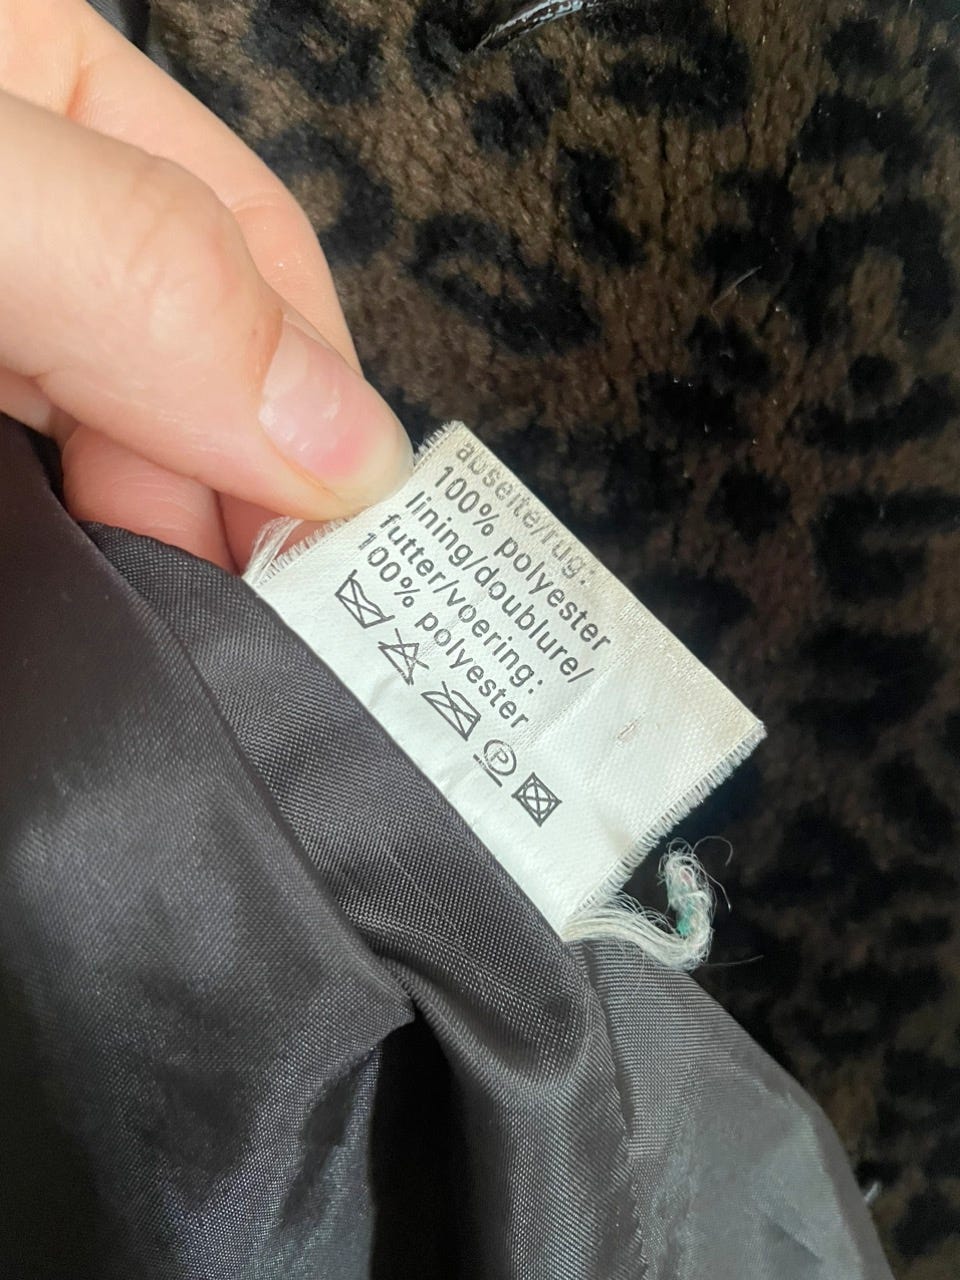 abseite/rug:
100% polyester
lining/doublure/
futter/voering:
100% polyester
P